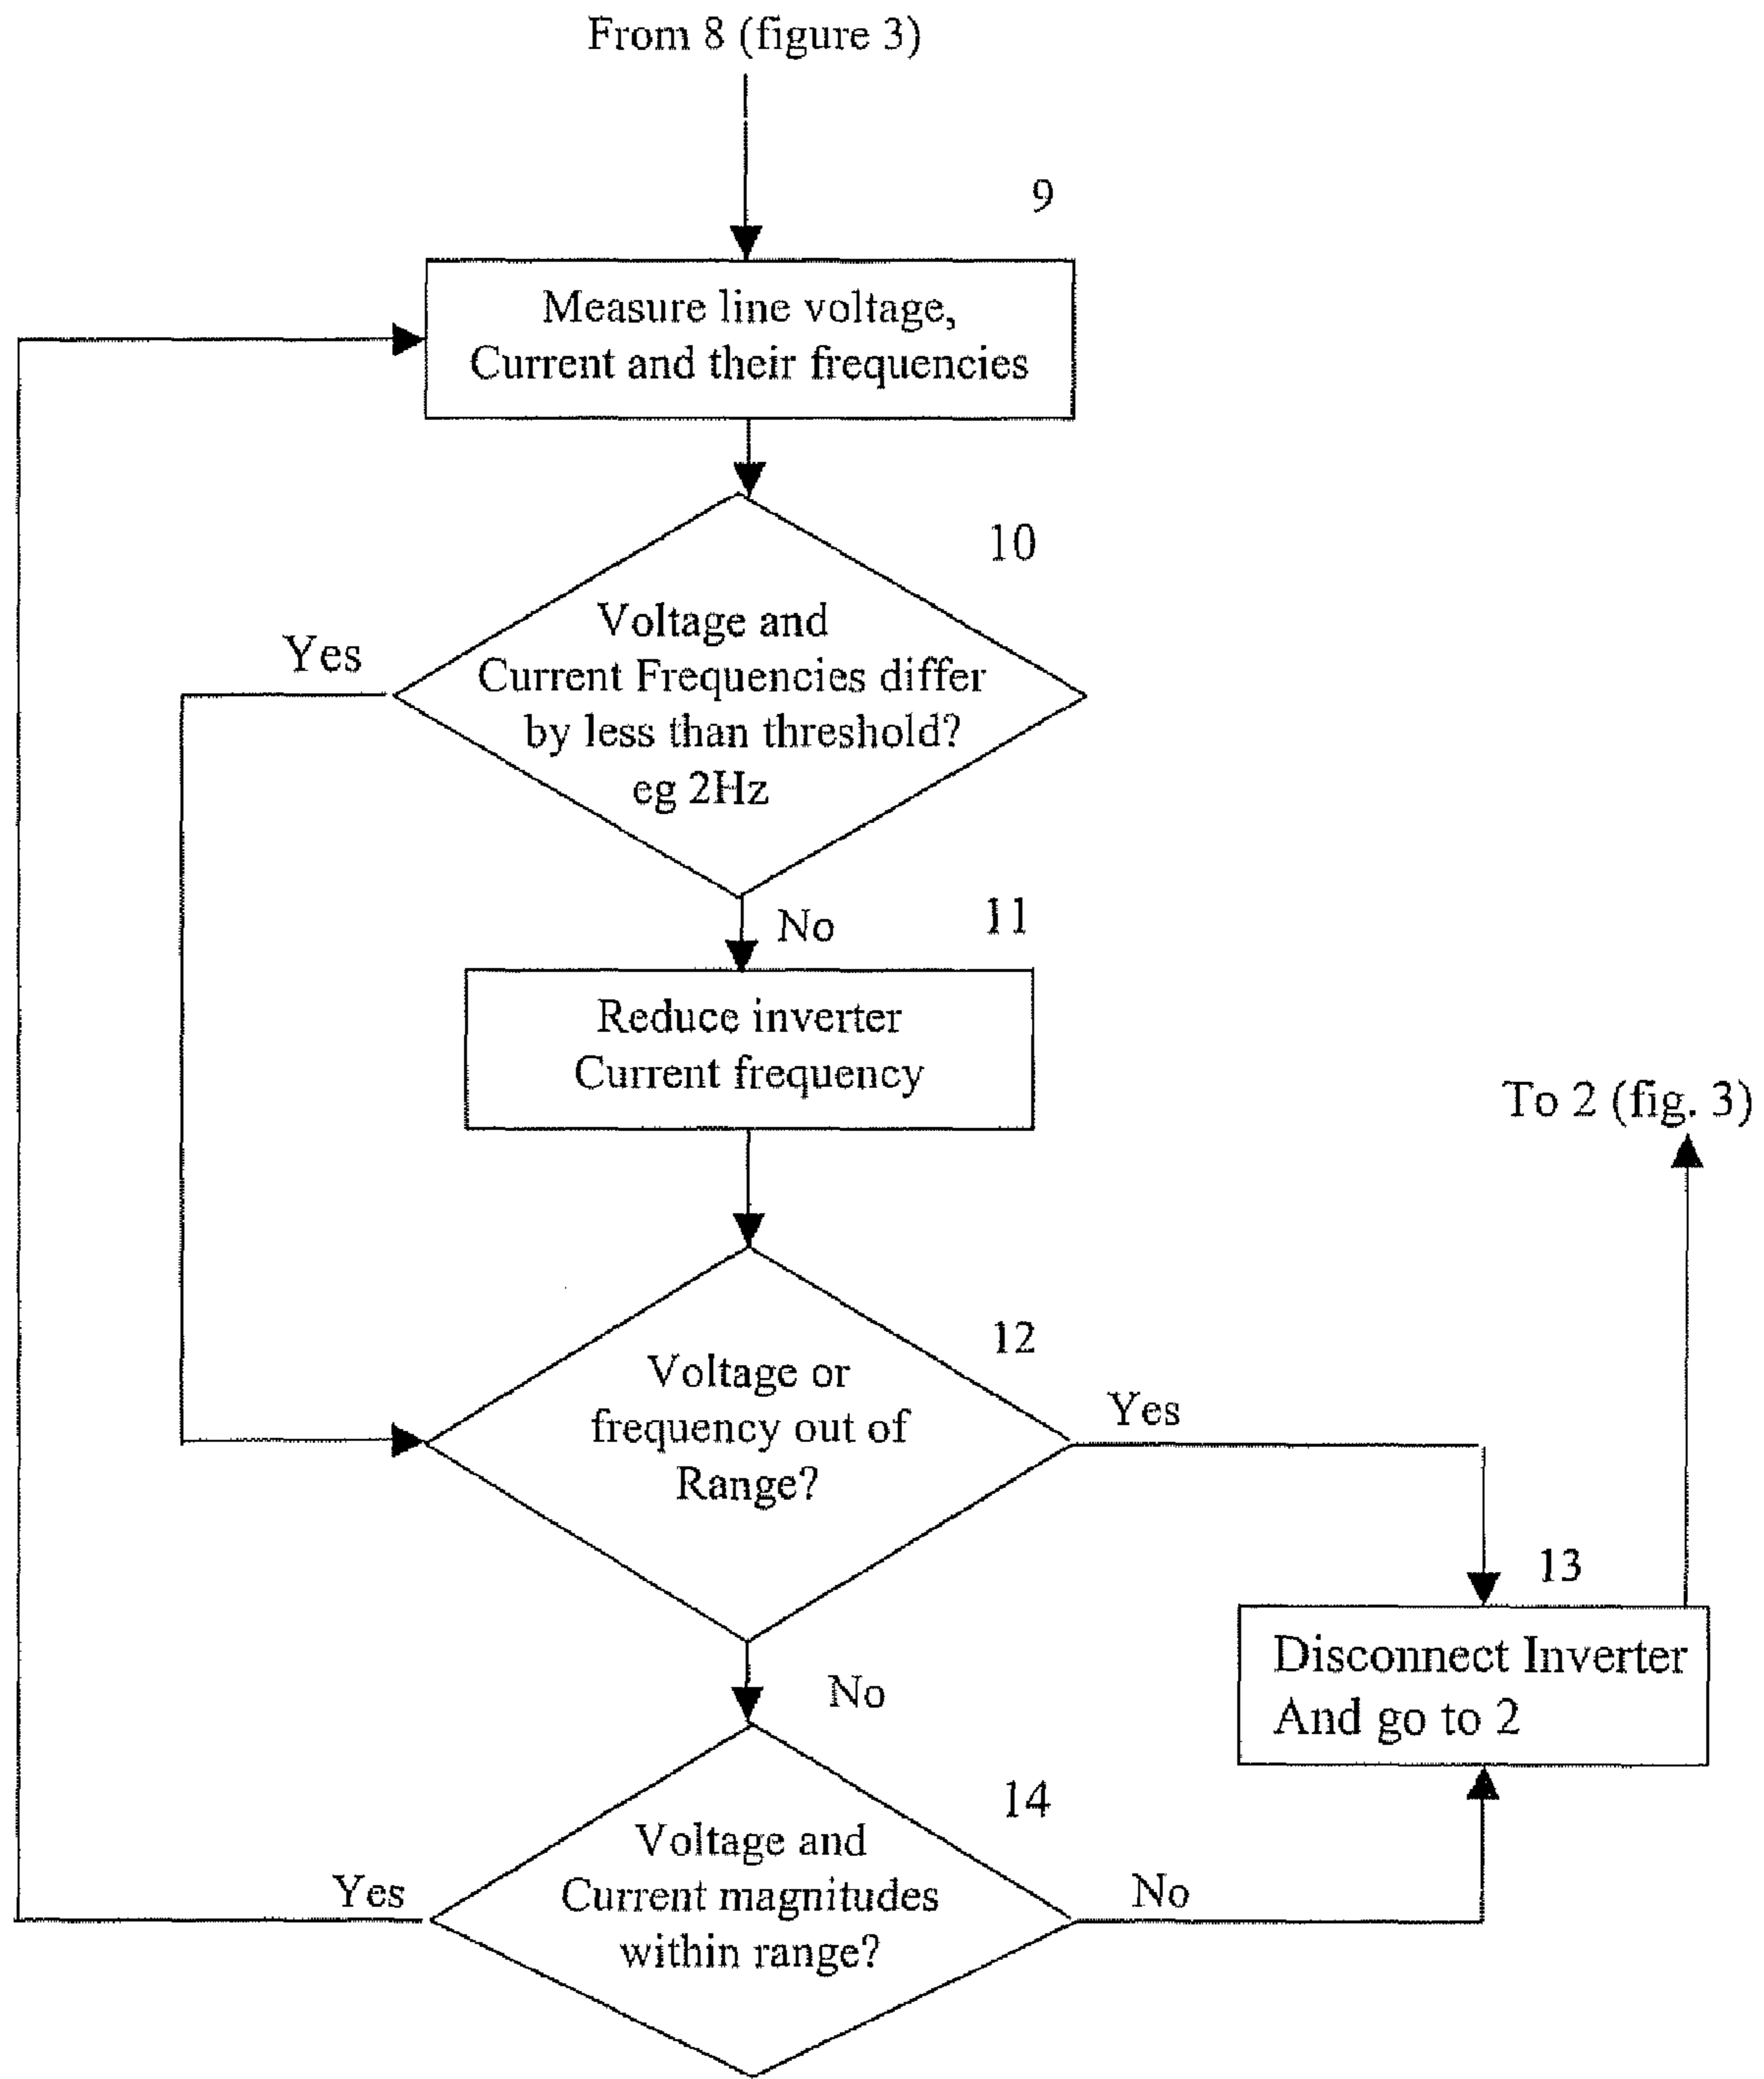 From 8 (figure 3)
9
Measure line voltage,
Current and their frequencies
10
Yes
Voltage and
Current Frequencies differ
by less than threshold?
eg 2Hz
No
11
Reduce inverter
Current frequency
To 2 (fig. 3)
12
Voltage or
frequency out of
Range?
Yes
13
Disconnect Inverter
And go to 2
No
14
Voltage and
Current magnitudes
within range?
Yes
No